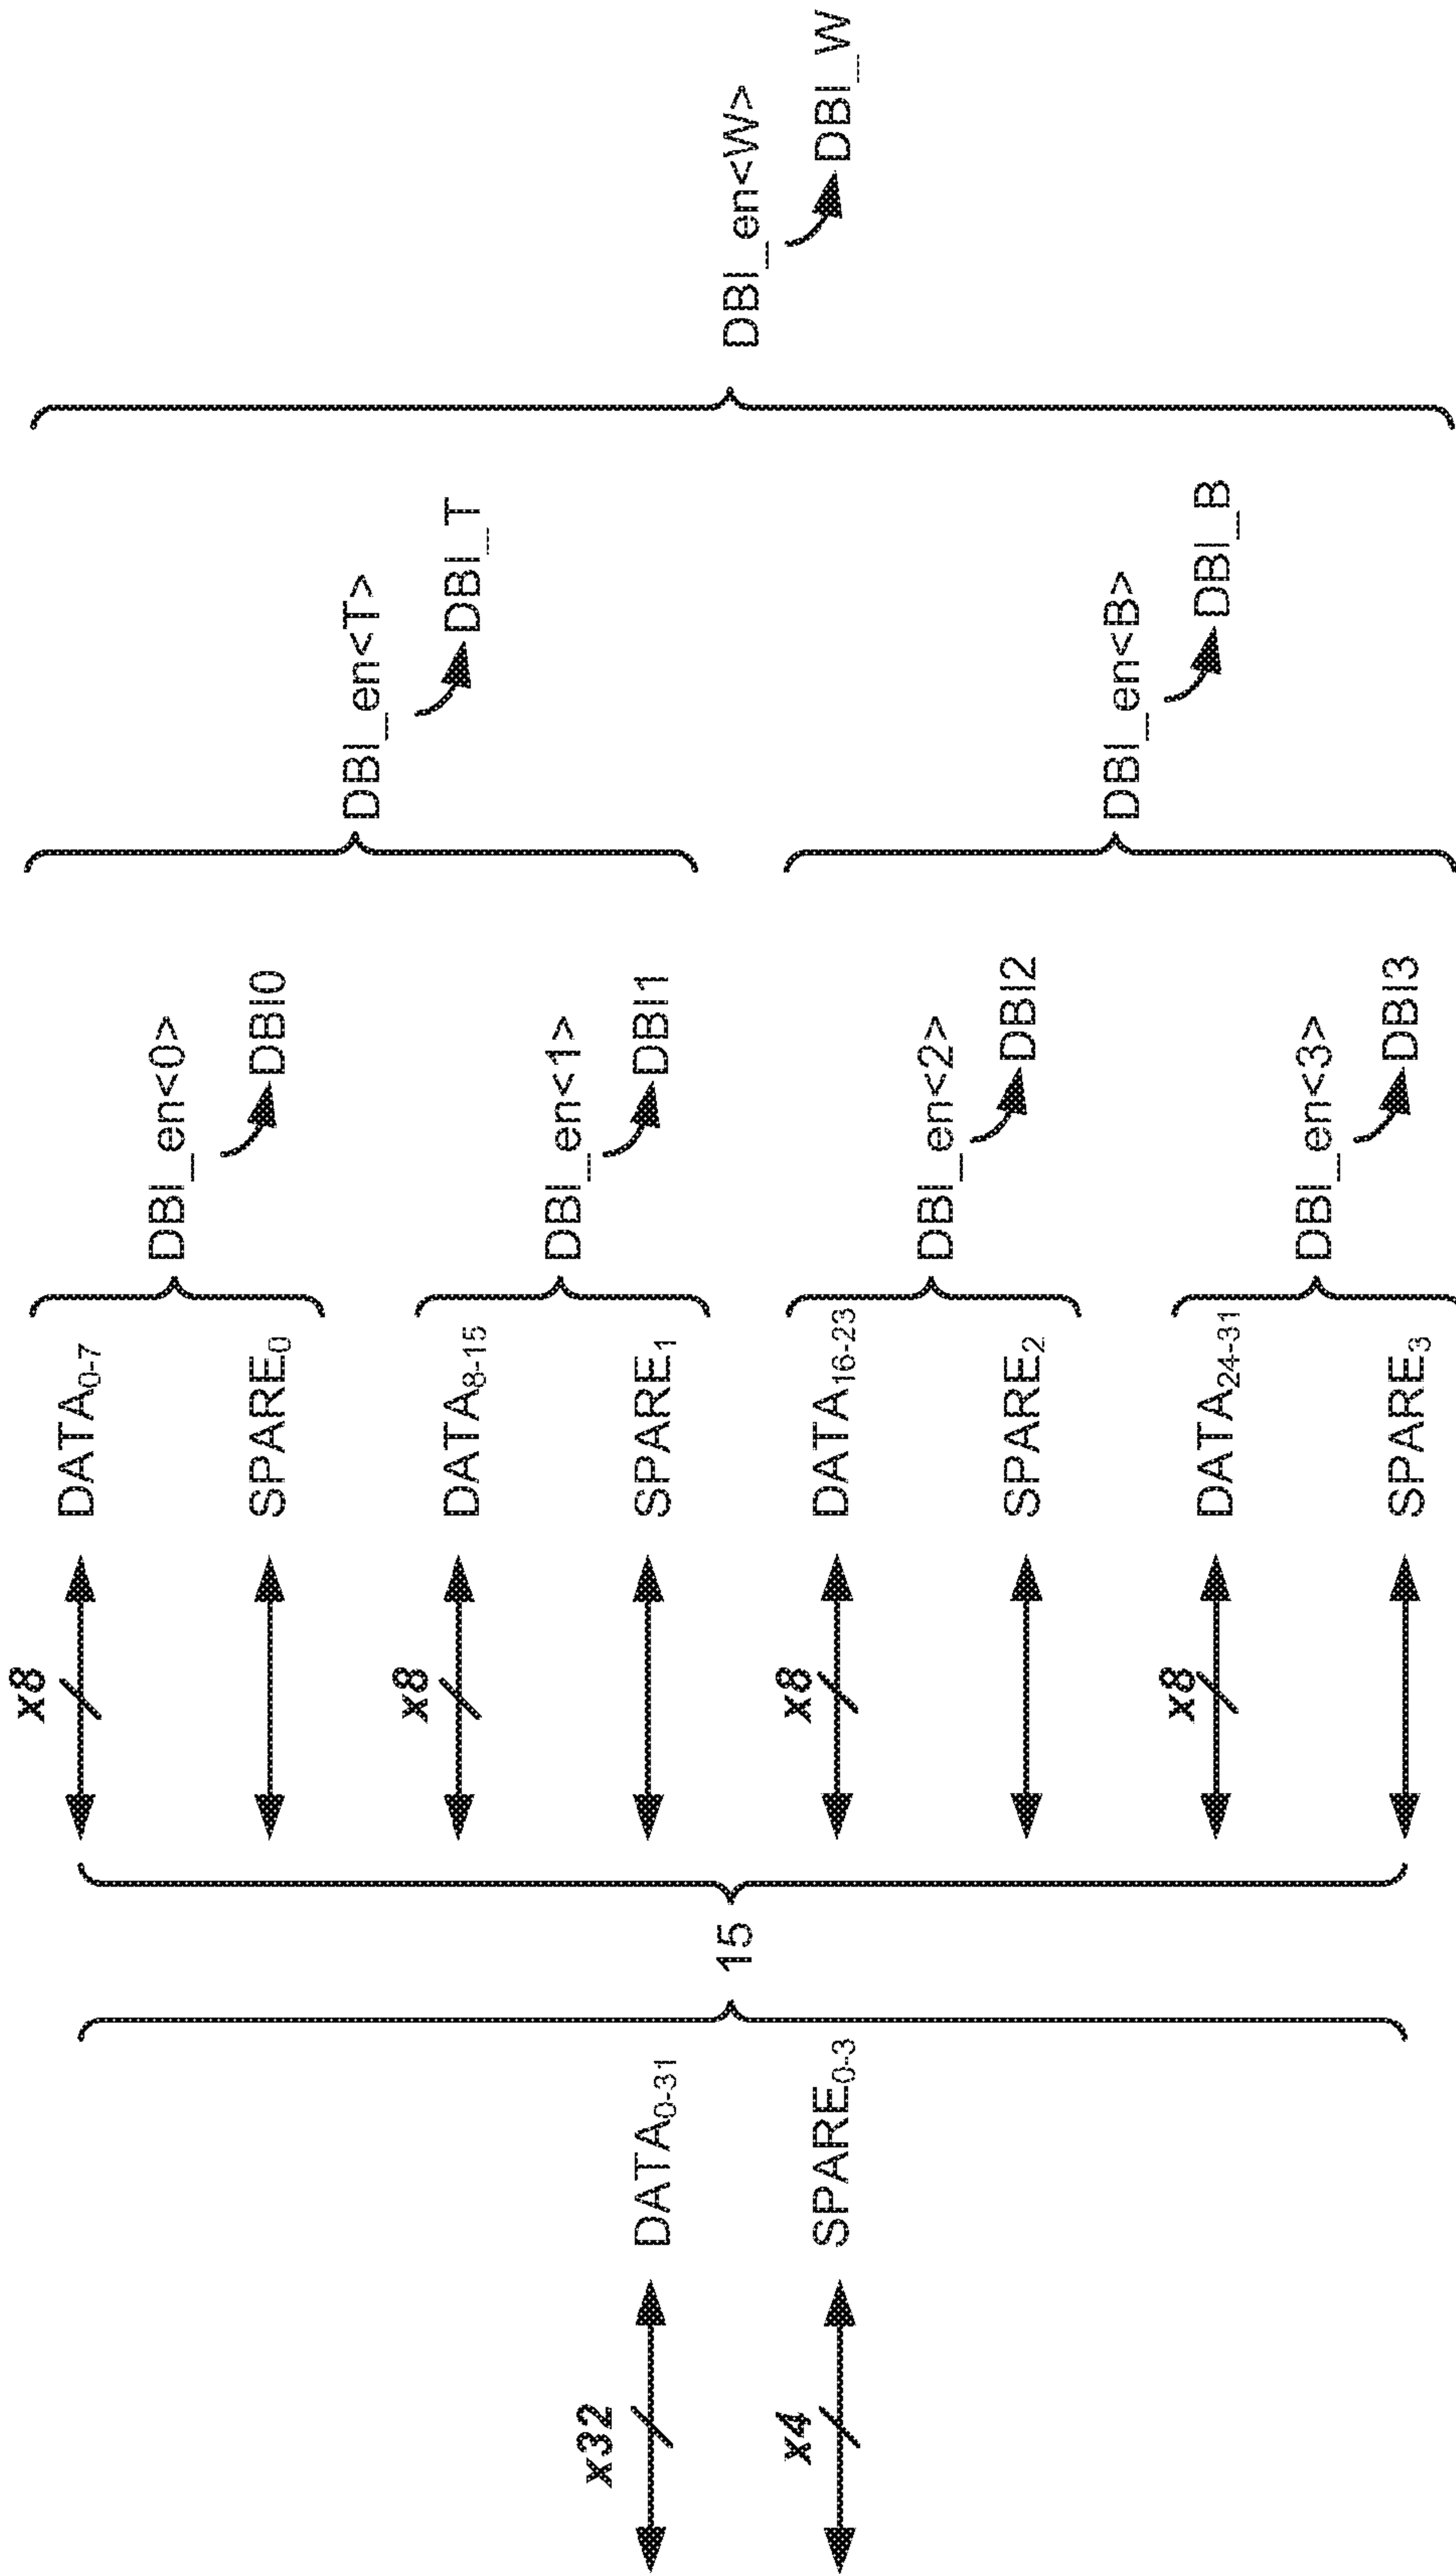 x32
DATA0-31
x4
SPARE0-3
15
x8
DATA0-7
SPARE0
x8
DATA8-15
SPARE1
x8
DATA16-23
SPARE2
x8
DATA24-31
SPARE3
DBI_en<0>
DBI0
DBI_en<1>
DBI1
DBI_en<2>
DBI2
DBI_en<3>
DBI3
DBI_en<T>
DBI_T
DBI_en<B>
DBI_B
DBI_en<W>
DBI_W